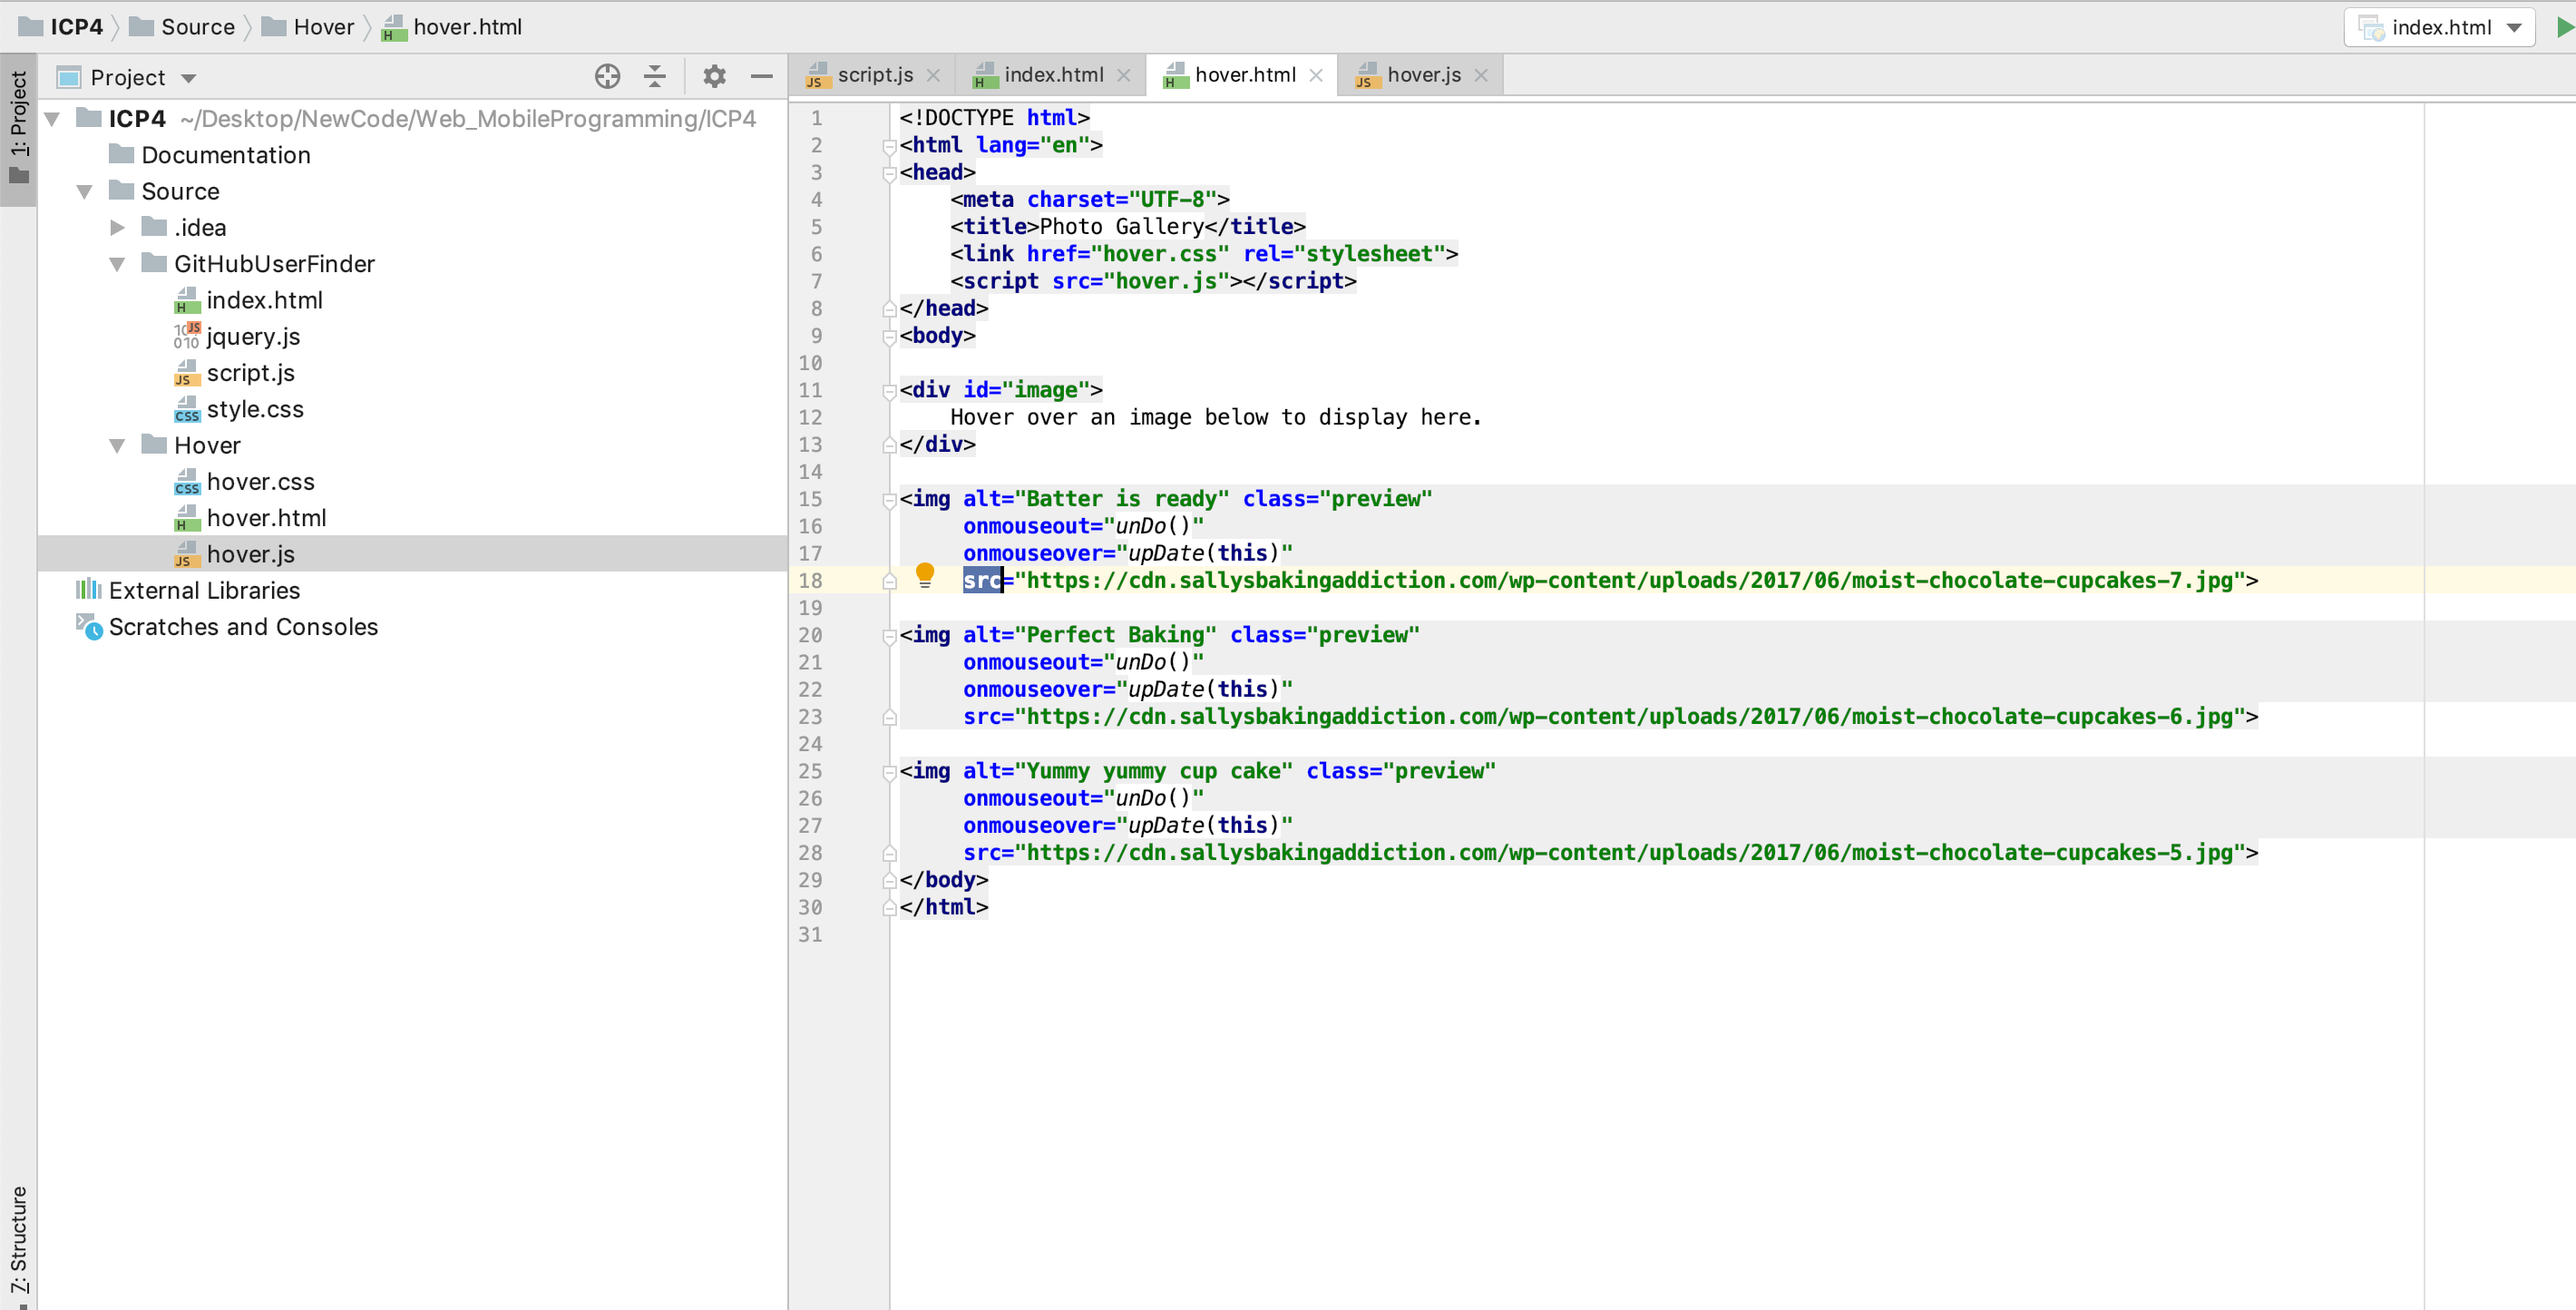 ICP4 Source Hover hover.html index.html
1: Project
Project
ICP4 ~/Desktop/NewCode/Web_MobileProgramming/ICP4
Documentation
Source
.idea
GitHubUserFinder
index.html
jquery.js
script.js
style.css
Hover
hover.css
hover.html
hover.js
External Libraries
Scratches and Consoles
Z: Structure
script.js index.html hover.html hover.js
1 <!DOCTYPE html>
2 <html lang="en">
3 <head>
4 <meta charset="UTF-8">
5 <title>Photo Gallery</title>
6 <link href="hover.css" rel="stylesheet">
7 <script src="hover.js"></script>
8 </head>
9 <body>
10
11 <div id="image">
12 Hover over an image below to display here.
13 </div>
14
15 <img alt="Batter is ready" class="preview"
16 onmouseout="unDo()"
17 onmouseover="upDate(this)"
18 src="https://cdn.sallysbakingaddiction.com/wp-content/uploads/2017/06/moist-chocolate-cupcakes-7.jpg">
19
20 <img alt="Perfect Baking" class="preview"
21 onmouseout="unDo()"
22 onmouseover="upDate(this)"
23 src="https://cdn.sallysbakingaddiction.com/wp-content/uploads/2017/06/moist-chocolate-cupcakes-6.jpg">
24
25 <img alt="Yummy yummy cup cake" class="preview"
26 onmouseout="unDo()"
27 onmouseover="upDate(this)"
28 src="https://cdn.sallysbakingaddiction.com/wp-content/uploads/2017/06/moist-chocolate-cupcakes-5.jpg">
29 </body>
30 </html>
31